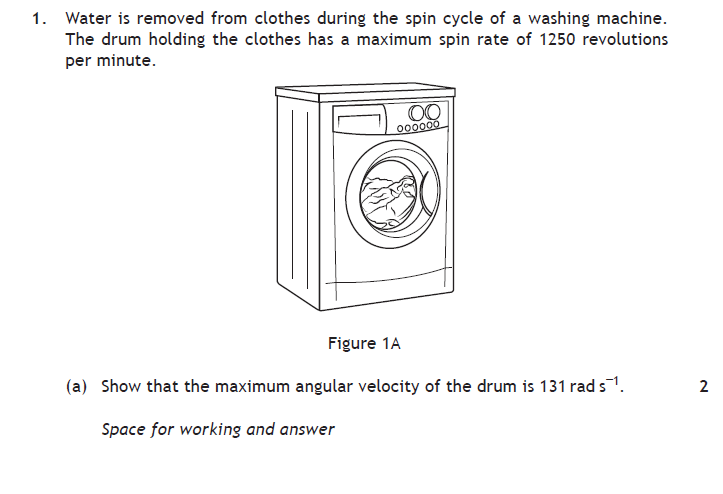 1. Water is removed from clothes during the spin cycle of a washing machine.
The drum holding the clothes has a maximum spin rate of 1250 revolutions
per minute.
Figure 1A
(a) Show that the maximum angular velocity of the drum is 131 rad s⁻¹. 2
Space for working and answer